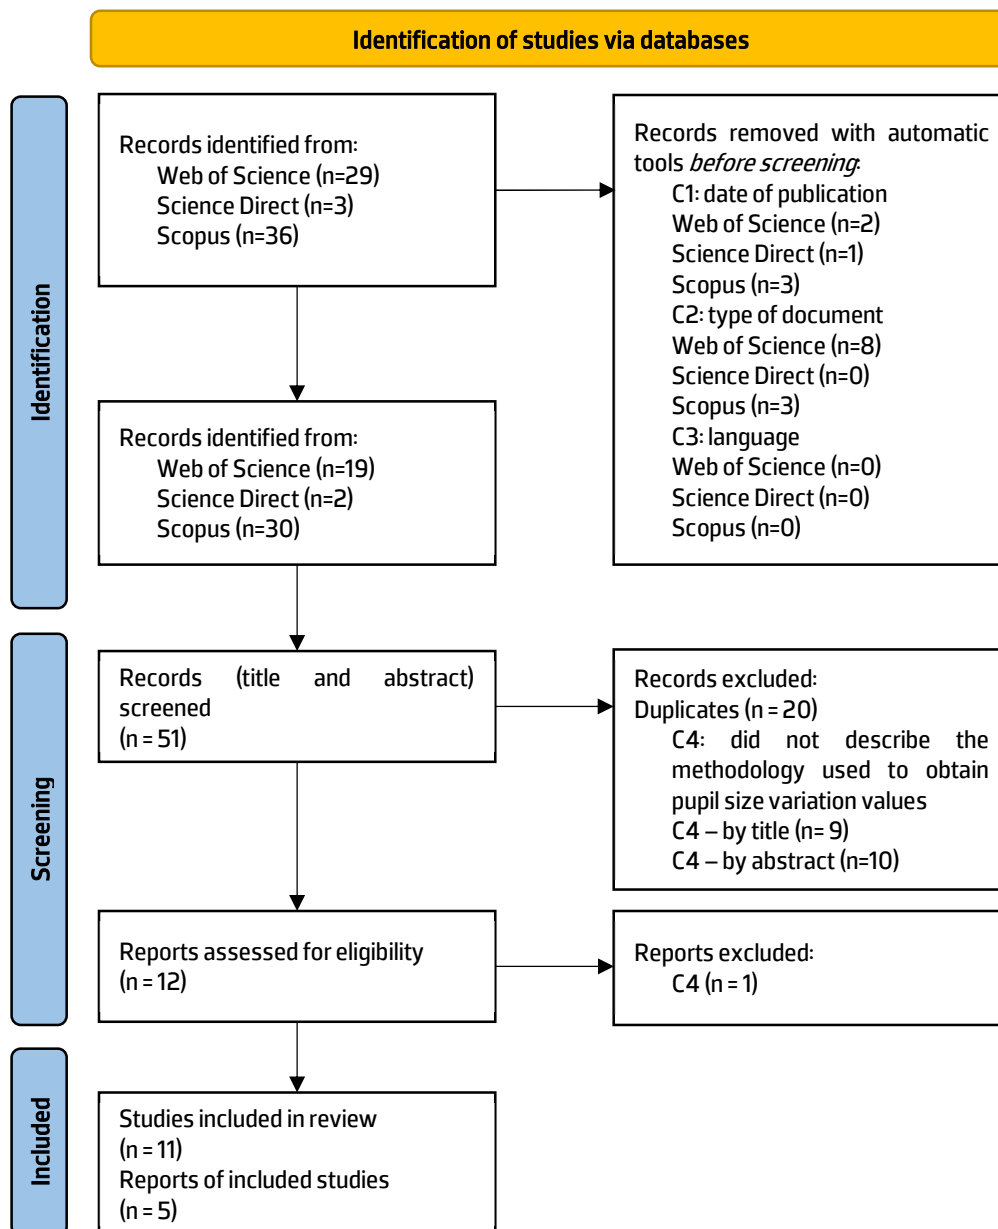 Identification of studies via databases
Identification
Records identified from:
Web of Science (n=29)
Science Direct (n=3)
Scopus (n=36)
Records removed with automatic
tools before screening:
C1: date of publication
Web of Science (n=2)
Science Direct (n=1)
Scopus (n=3)
C2: type of document
Web of Science (n=8)
Science Direct (n=0)
Scopus (n=3)
C3: language
Web of Science (n=0)
Science Direct (n=0)
Scopus (n=0)
Records identified from:
Web of Science (n=19)
Science Direct (n=2)
Scopus (n=30)
Screening
Records (title and abstract)
screened
(n = 51)
Records excluded:
Duplicates (n = 20)
C4: did not describe the
methodology used to obtain
pupil size variation values
C4 – by title (n= 9)
C4 – by abstract (n=10)
Reports assessed for eligibility
(n = 12)
Reports excluded:
C4 (n = 1)
Included
Studies included in review
(n = 11)
Reports of included studies
(n = 5)